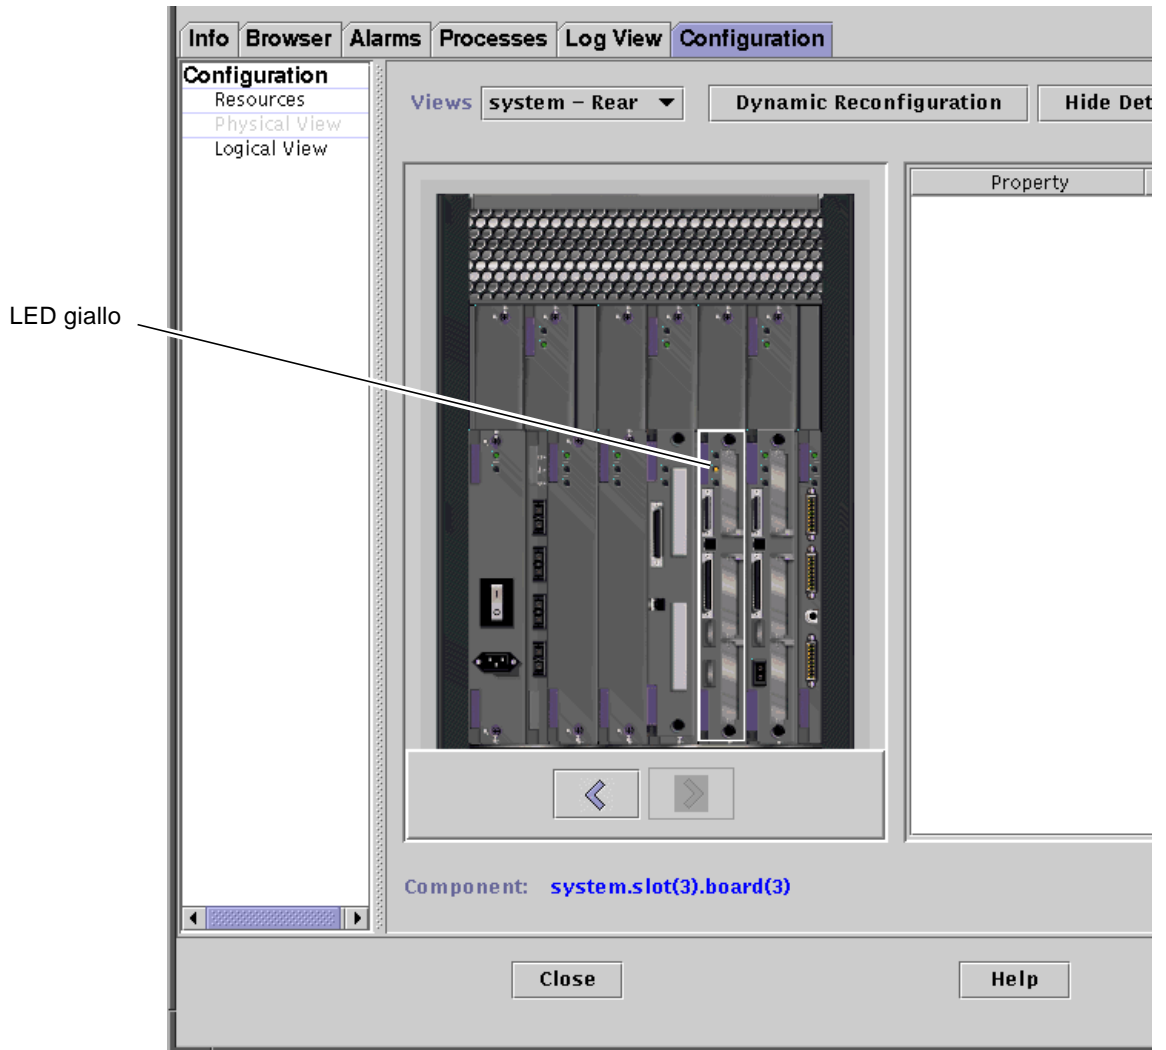 Info Browser Alarms Processes Log View Configuration
Configuration
Resources
Physical View
Logical View
Views system – Rear Dynamic Reconfiguration Hide Det
Property
LED giallo
Component: system.slot(3).board(3)
Close Help